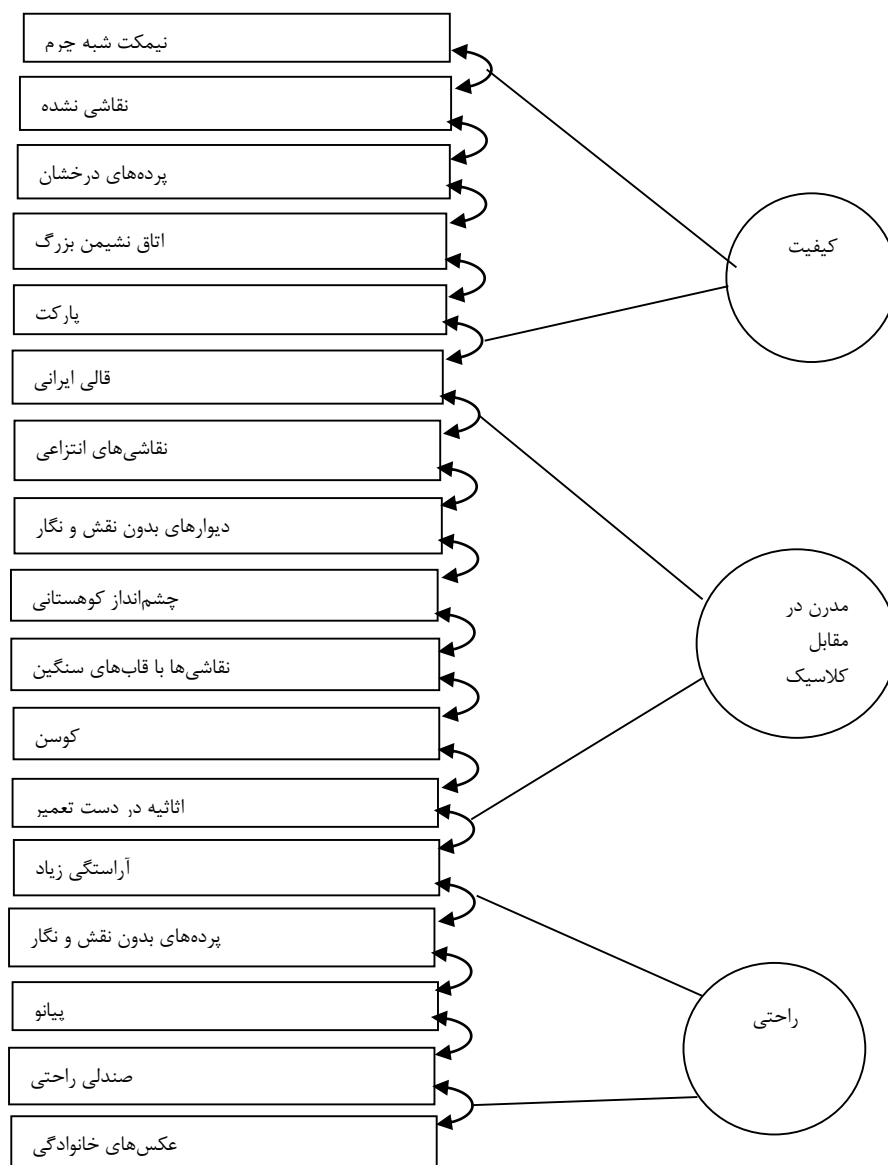 نیمکت شبه چرم
نقاشی نشده
پرده‌های درخشان
اتاق نشیمن بزرگ
پارکت
قالی ایرانی
نقاشی‌های انتزاعی
دیوارهای بدون نقش و نگار
چشم‌انداز کوهستانی
نقاشی‌ها با قاب‌های سنگین
کوسن
اثاثیه در دست تعمیر
آراستگی زیاد
پرده‌های بدون نقش و نگار
پیانو
صندلی راحتی
عکس‌های خانوادگی
کیفیت
مدرن در
مقابل
کلاسیک
راحتی